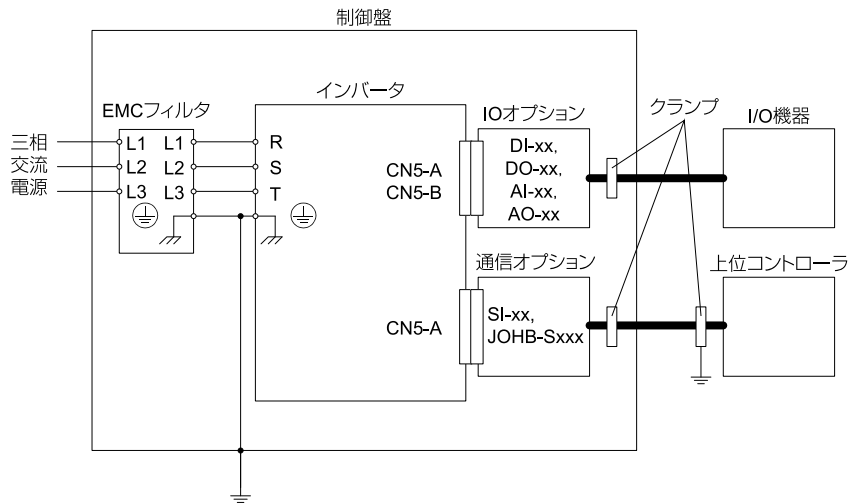 制御盤
EMCフィルタ
インバータ
IOオプション
クランプ
I/O機器
三相
交流
電源
L1 L1
L2 L2
L3 L3
R
S
T
CN5-A
CN5-B
DI-xx,
DO-xx,
AI-xx,
AO-xx
通信オプション
上位コントローラ
CN5-A
SI-xx,
JOHB-Sxxx